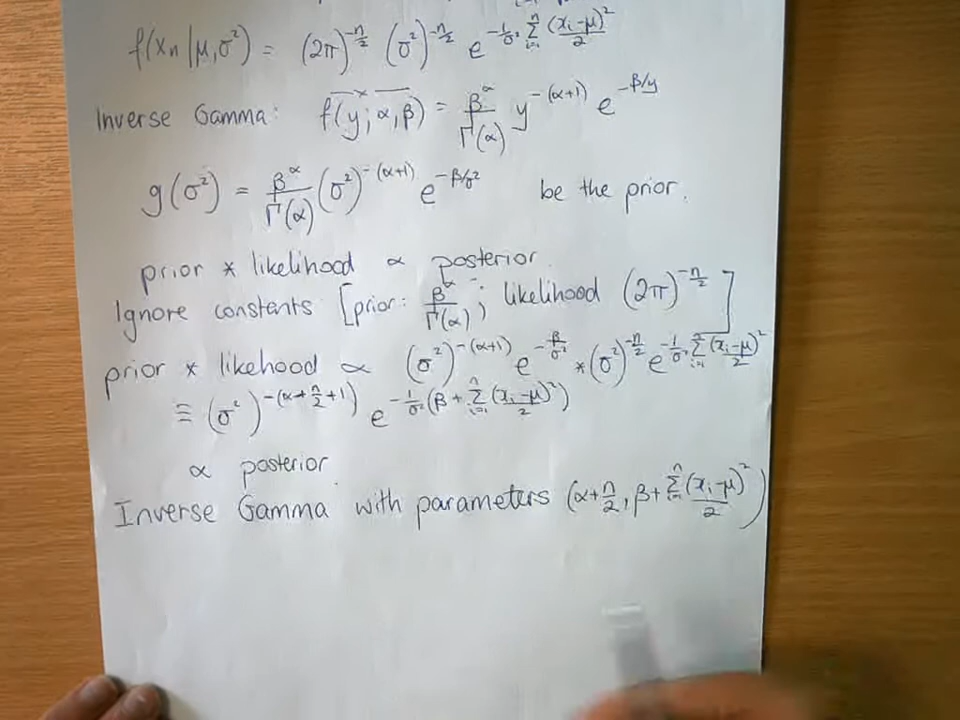 f(xₙ|μ,σ²) = (2π)^(-n/2) (σ²)^(-n/2) e^(-1/σ² Σ_{i=1}^n (xᵢ-μ)²/2)
Inverse Gamma: f(y; α, β) = β^α/Γ(α) y^(-(α+1)) e^(-β/y)
g(σ²) = β^α/Γ(α) (σ²)^(-(α+1)) e^(-β/σ²) be the prior.
prior * likelihood ∝ posterior.
Ignore constants [prior: β^α/Γ(α); likelihood (2π)^(-n/2)]
prior * likehood ∝ (σ²)^(-(α+1)) e^(-β/σ²) * (σ²)^(-n/2) e^(-1/σ² Σ_{i=1}^n (xᵢ-μ)²/2)
≡ (σ²)^(-(α+n/2+1)) e^(-1/σ² (β + Σ_{i=1}^n (xᵢ-μ)²/2))
∝ posterior.
Inverse Gamma with parameters (α+n/2, β+Σ_{i=1}^n (xᵢ-μ)²/2)